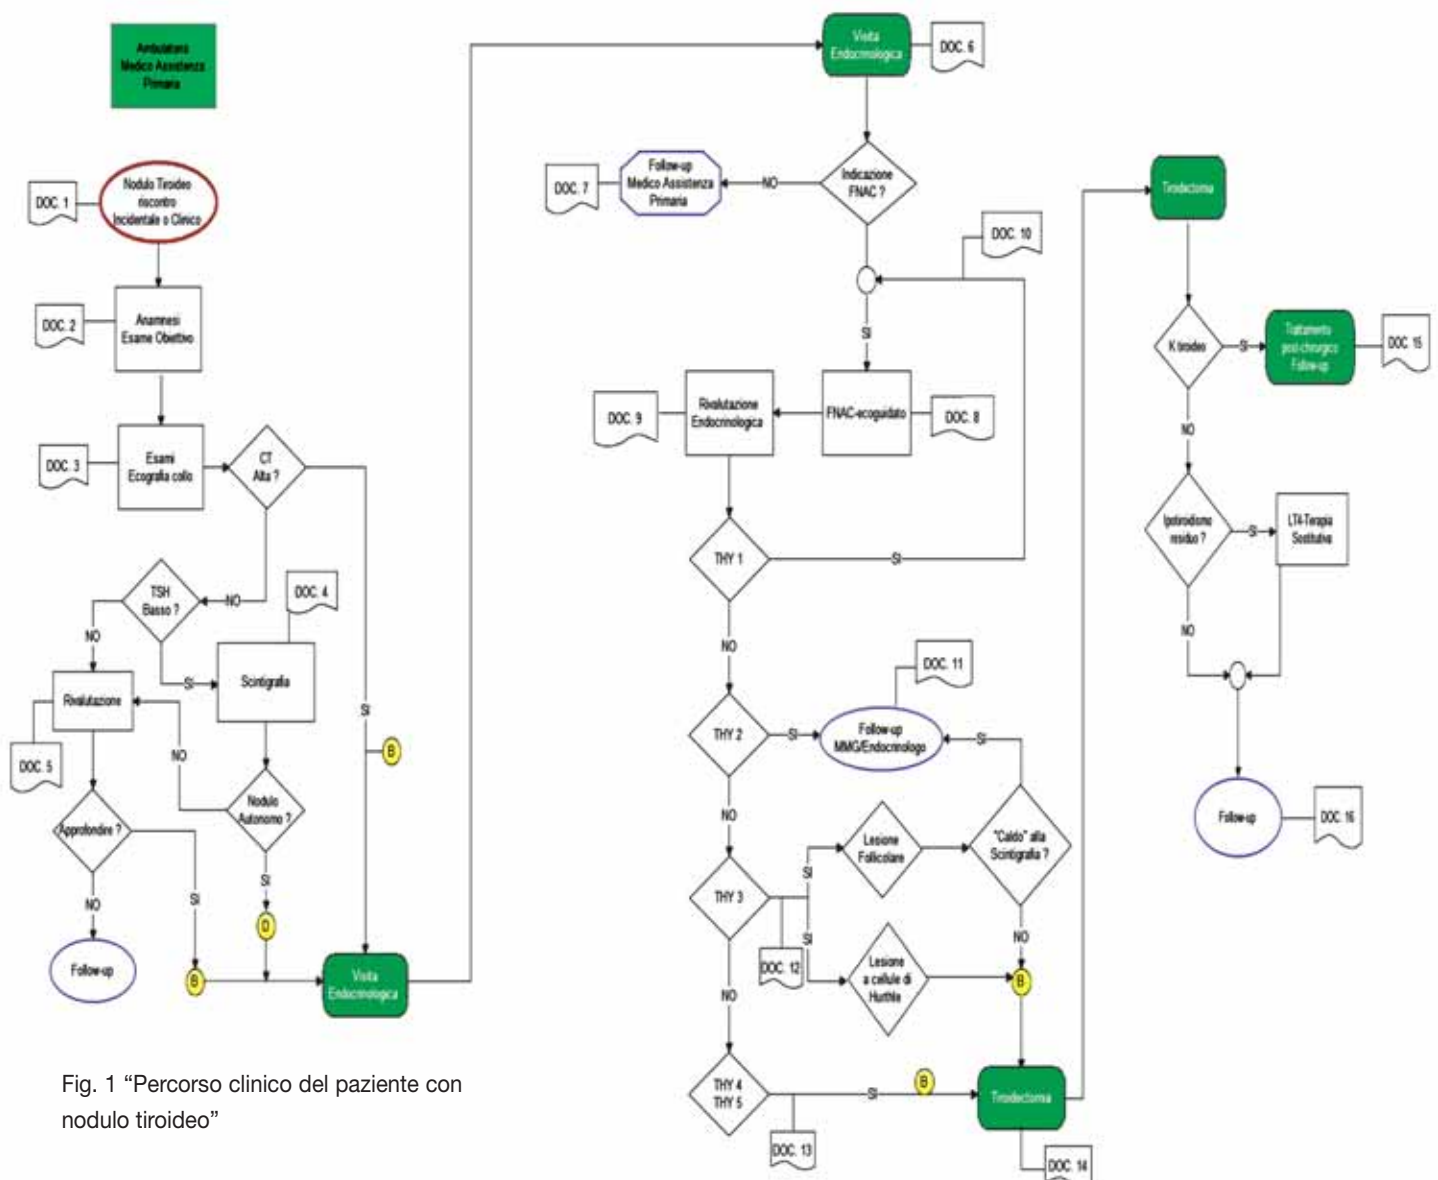 Ambulatorio
Medico Assistenza
Primaria
DOC. 1
Nodulo Tiroideo
riscontro
Incidentale o Clinico
DOC. 2
Anamnesi
Esame Obiettivo
DOC. 3
Esami
Ecografia collo
CT
Alta ?
SI
B
NO
TSH
Basso ?
NO
SI
DOC. 4
Scintigrafia
Rivalutazione
DOC. 5
NO
Nodulo
Autonomo ?
SI
D
Approfondire ?
NO
SI
B
Follow-up
Visita
Endocrinologica
Fig. 1 “Percorso clinico del paziente con
nodulo tiroideo”
Visita
Endocrinologica
DOC. 6
Indicazione
FNAC ?
NO
Follow-up
Medico Assistenza
Primaria
DOC. 7
DOC. 10
SI
FNAC-ecoguidato
DOC. 8
Rivalutazione
Endocrinologica
DOC. 9
THY 1
SI
NO
THY 2
SI
Follow-up
MMG/Endocrinologo
DOC. 11
SI
NO
THY 3
SI
SI
DOC. 12
Lesione
Follicolare
"Caldo" alla
Scintigrafia ?
NO
B
Lesione
a cellule di
Hurthle
NO
THY 4
THY 5
SI
B
DOC. 13
Tiroidectomia
DOC. 14
Tiroidectomia
K tiroideo
SI
Trattamento
post-chirurgico
Follow-up
DOC. 15
NO
Ipotiroidismo
residuo ?
SI
LT4-Terapia
Sostitutiva
NO
Follow-up
DOC. 16